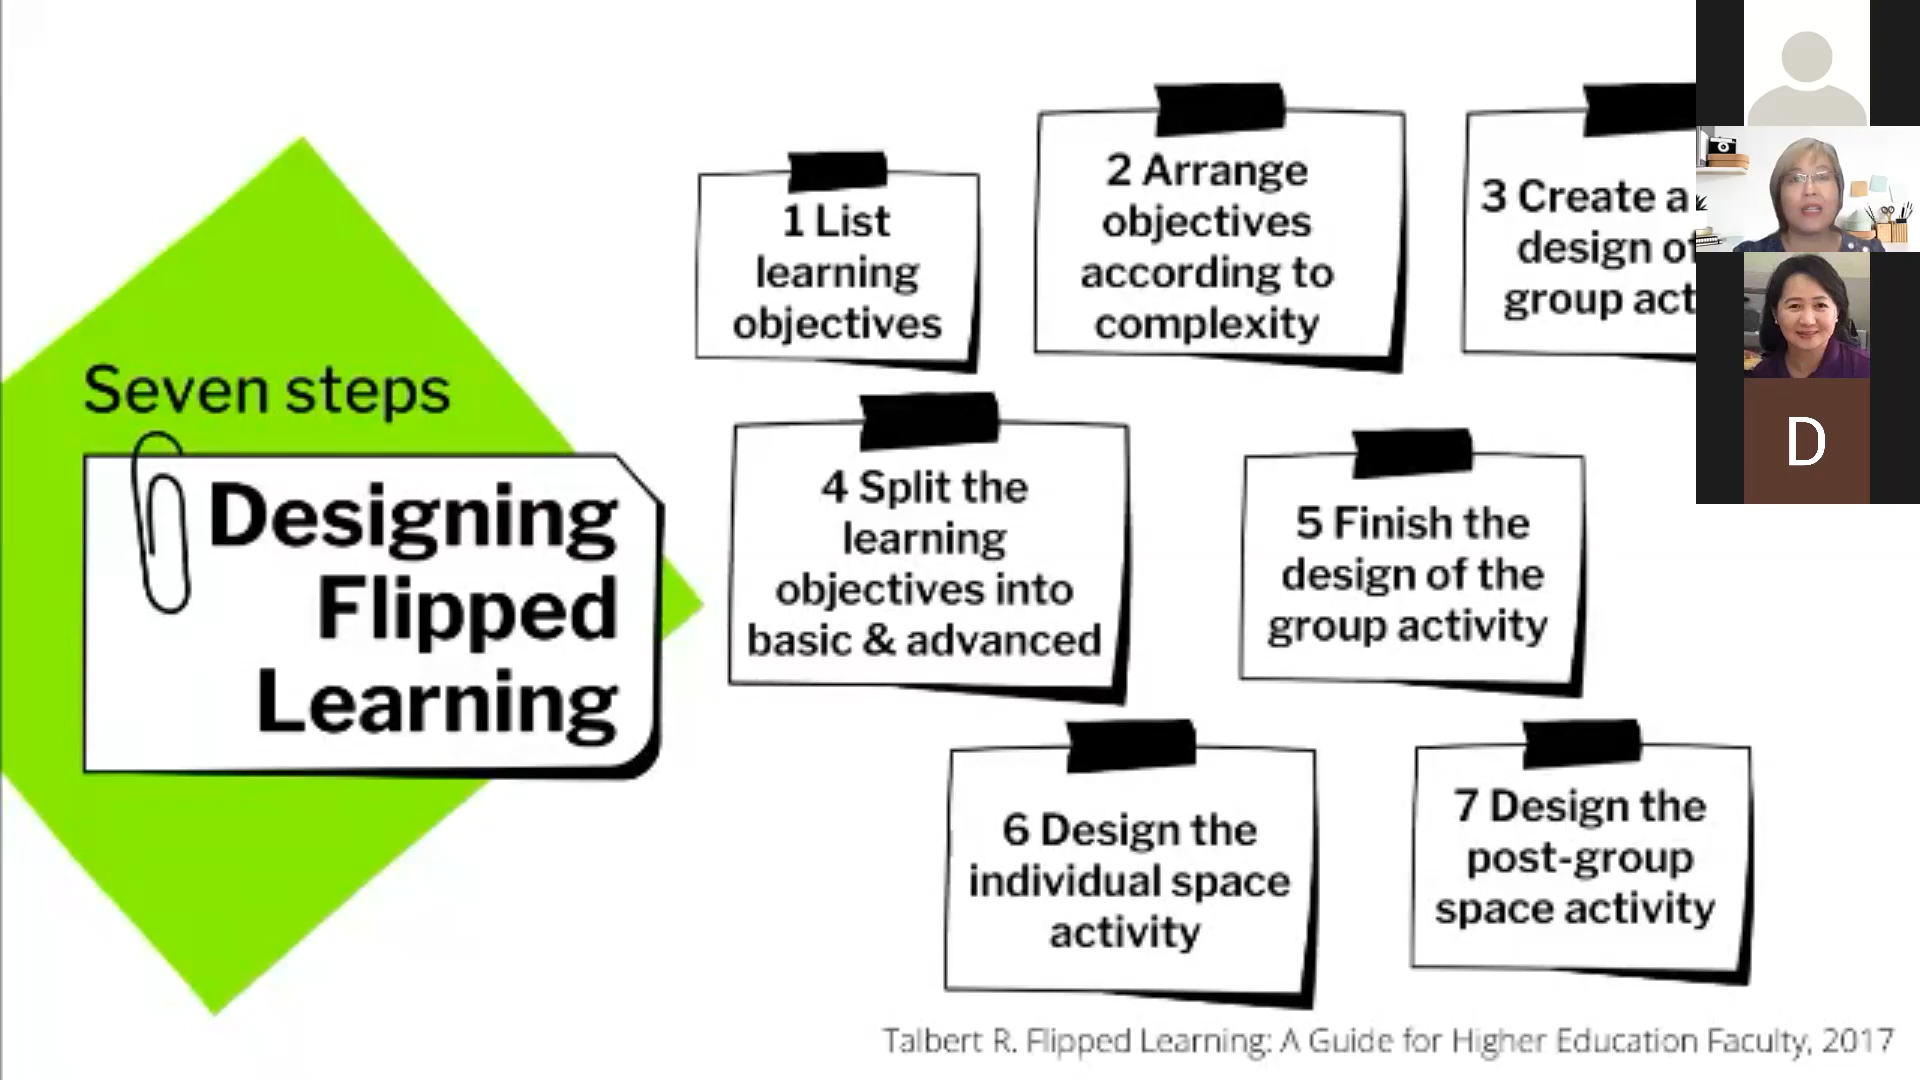 Seven steps
Designing
Flipped
Learning
1 List
learning
objectives
2 Arrange
objectives
according to
complexity
3 Create a
design of
group act
4 Split the
learning
objectives into
basic & advanced
5 Finish the
design of the
group activity
6 Design the
individual space
activity
7 Design the
post-group
space activity
Talbert R. Flipped Learning: A Guide for Higher Education Faculty, 2017
D